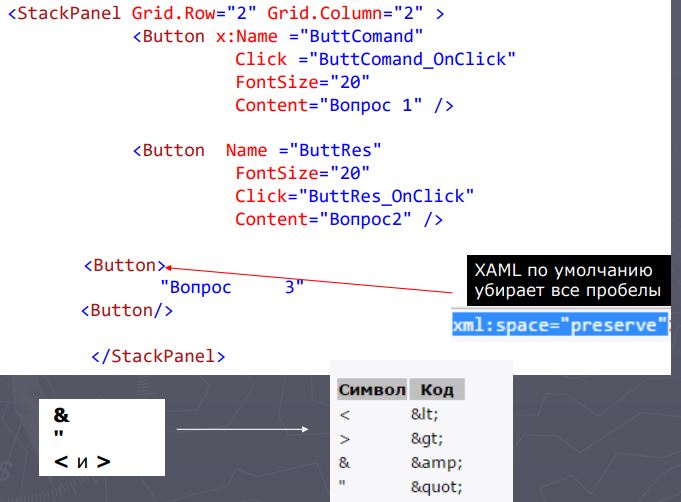 <StackPanel Grid.Row="2" Grid.Column="2" >
<Button x:Name ="ButtComand"
Click ="ButtComand_OnClick"
FontSize="20"
Content="Вопрос 1" />
<Button  Name ="ButtRes"
FontSize="20"
Click="ButtRes_OnClick"
Content="Вопрос2" />
<Button>
"Вопрос     3"
<Button/>
</StackPanel>
XAML по умолчанию
убирает все пробелы
xml:space="preserve"
&
"
< и >
Символ Код
< &lt;
> &gt;
& &amp;
" &quot;